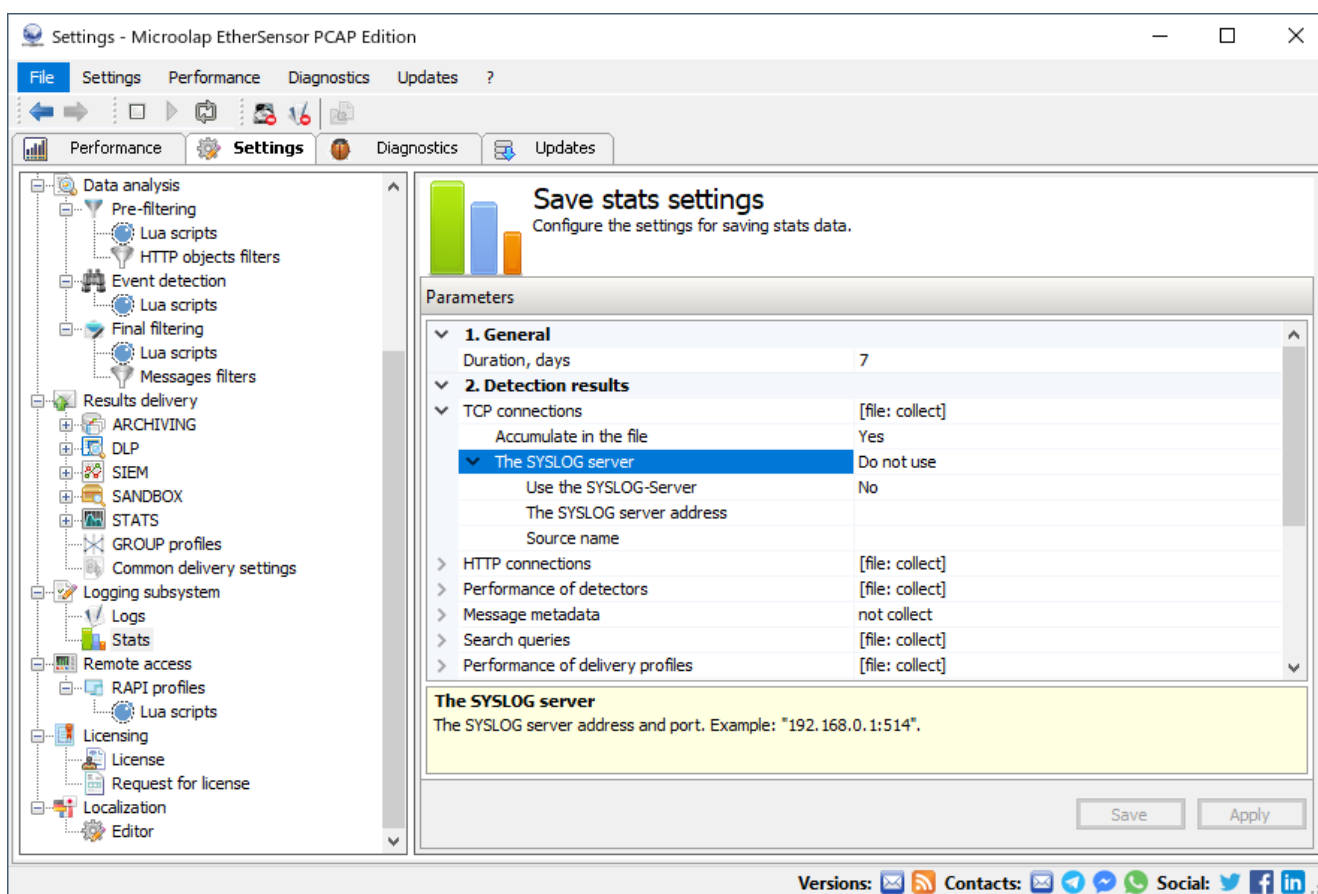 Settings - Microolap EtherSensor PCAP Edition
File Settings Performance Diagnostics Updates ?
Performance Settings Diagnostics Updates
Data analysis
Pre-filtering
Lua scripts
HTTP objects filters
Event detection
Lua scripts
Final filtering
Lua scripts
Messages filters
Results delivery
ARCHIVING
DLP
SIEM
SANDBOX
STATS
GROUP profiles
Common delivery settings
Logging subsystem
Logs
Stats
Remote access
RAPI profiles
Lua scripts
Licensing
License
Request for license
Localization
Editor
Save stats settings
Configure the settings for saving stats data.
Parameters
1. General
Duration, days 7
2. Detection results
TCP connections [file: collect]
Accumulate in the file Yes
The SYSLOG server Do not use
Use the SYSLOG-Server No
The SYSLOG server address
Source name
HTTP connections [file: collect]
Performance of detectors [file: collect]
Message metadata not collect
Search queries [file: collect]
Performance of delivery profiles [file: collect]
The SYSLOG server
The SYSLOG server address and port. Example: "192.168.0.1:514".
Save Apply
Versions: Contacts: Social: